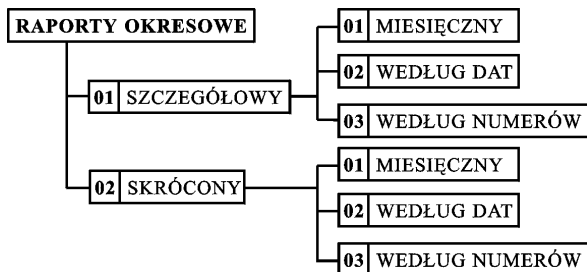 RAPORTY OKRESOWE
01 SZCZEGÓŁOWY
01 MIESIĘCZNY
02 WEDŁUG DAT
03 WEDŁUG NUMERÓW
02 SKRÓCONY
01 MIESIĘCZNY
02 WEDŁUG DAT
03 WEDŁUG NUMERÓW